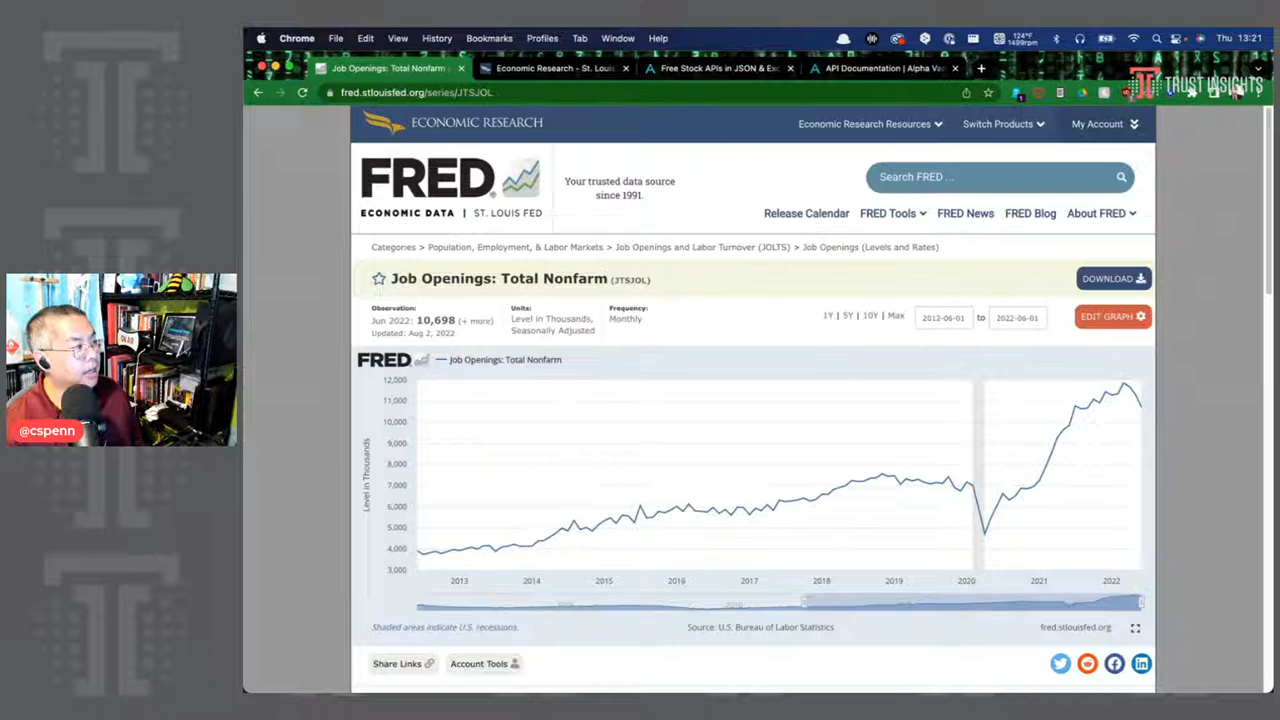 Chrome File Edit View History Bookmarks Profiles Tab Window Help
124°F
1499rpm
Thu 13:21
Job Openings: Total Nonfarm
Economic Research - St. Louis
Free Stock APIs in JSON & Exc
API Documentation | Alpha Va
TRUST INSIGHTS
fred.stlouisfed.org/series/JTSJOL
ECONOMIC RESEARCH
Economic Research Resources
Switch Products
My Account
FRED
ECONOMIC DATA | ST. LOUIS FED
Your trusted data source
since 1991.
Search FRED ...
Release Calendar
FRED Tools
FRED News
FRED Blog
About FRED
Categories > Population, Employment, & Labor Markets > Job Openings and Labor Turnover (JOLTS) > Job Openings (Levels and Rates)
Job Openings: Total Nonfarm (JTSJOL)
DOWNLOAD
Observation:
Jun 2022: 10,698 (+ more)
Updated: Aug 2, 2022
Units:
Level in Thousands,
Seasonally Adjusted
Frequency:
Monthly
1Y | 5Y | 10Y | Max
2012-06-01 to 2022-06-01
EDIT GRAPH
FRED
Job Openings: Total Nonfarm
12,000
11,000
10,000
9,000
8,000
7,000
6,000
5,000
4,000
3,000
Level in Thousands
2013 2014 2015 2016 2017 2018 2019 2020 2021 2022
Shaded areas indicate U.S. recessions.
Source: U.S. Bureau of Labor Statistics
fred.stlouisfed.org
Share Links
Account Tools
@cspenn
ON AIR